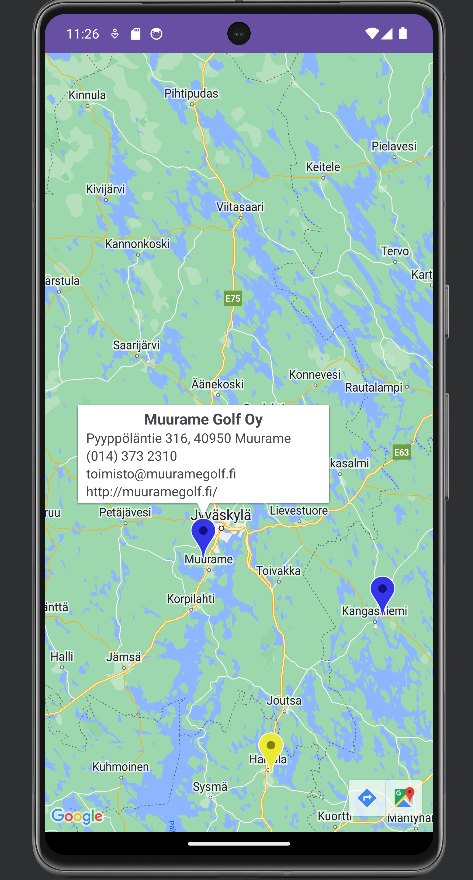 11:26
Kinnula
Pihtipudas
Pielavesi
Keitele
Kivijärvi
Viitasaari
Kannonkoski
Tervo
Kart
ärstula
E75
Saarijärvi
Konnevesi
Äänekoski
Rautalampi
Muurame Golf Oy
Pyyppöläntie 316, 40950 Muurame
(014) 373 2310
toimisto@muuramegolf.fi
http://muuramegolf.fi/
E63
kasalmi
ruu
Petäjävesi
Jyväskylä
Lievestuore
Muurame
Toivakka
Korpilahti
Kangasniemi
änttä
Halli
Jämsä
Joutsa
Kuhmoinen
Sysmä
Google
Kuortti
Mäntyhar